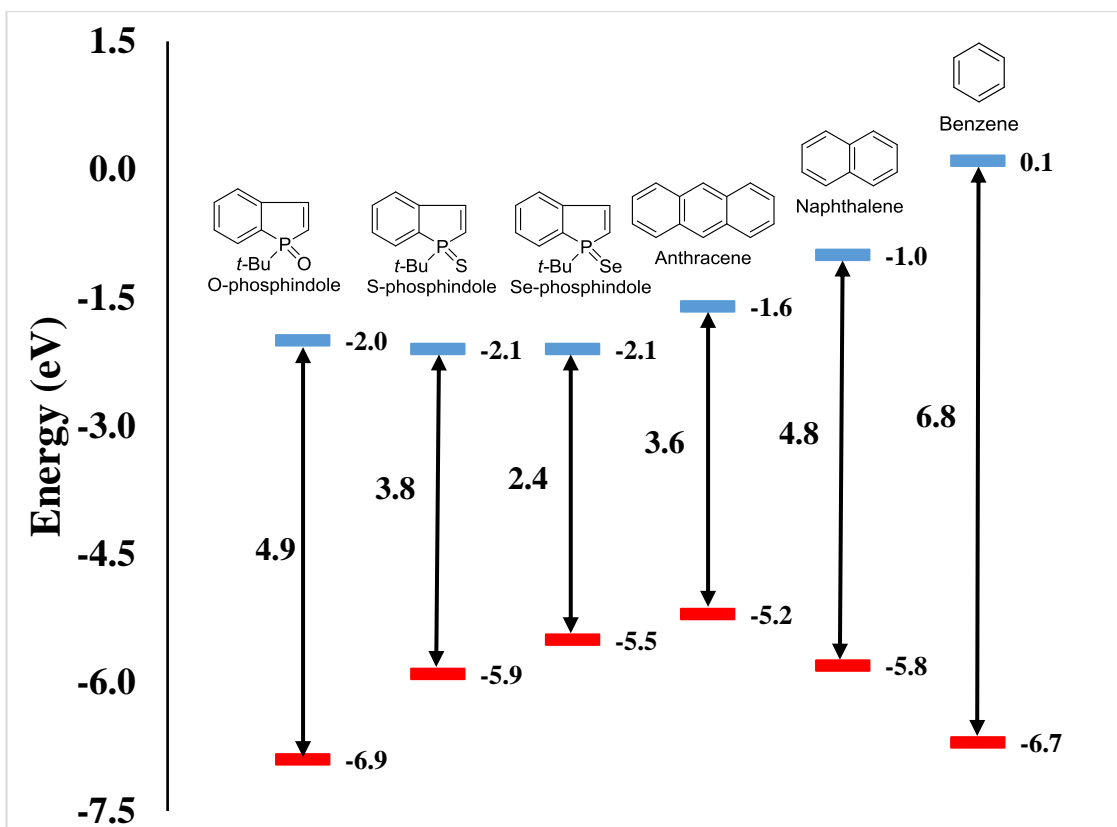 Energy (eV)
1.5
0.0
-1.5
-3.0
-4.5
-6.0
-7.5
P
t-Bu
O
O-phosphindole
-2.0
4.9
-6.9
P
t-Bu
S
S-phosphindole
-2.1
3.8
-5.9
P
t-Bu
Se
Se-phosphindole
-2.1
2.4
-5.5
Anthracene
-1.6
3.6
-5.2
Naphthalene
-1.0
4.8
-5.8
Benzene
0.1
6.8
-6.7